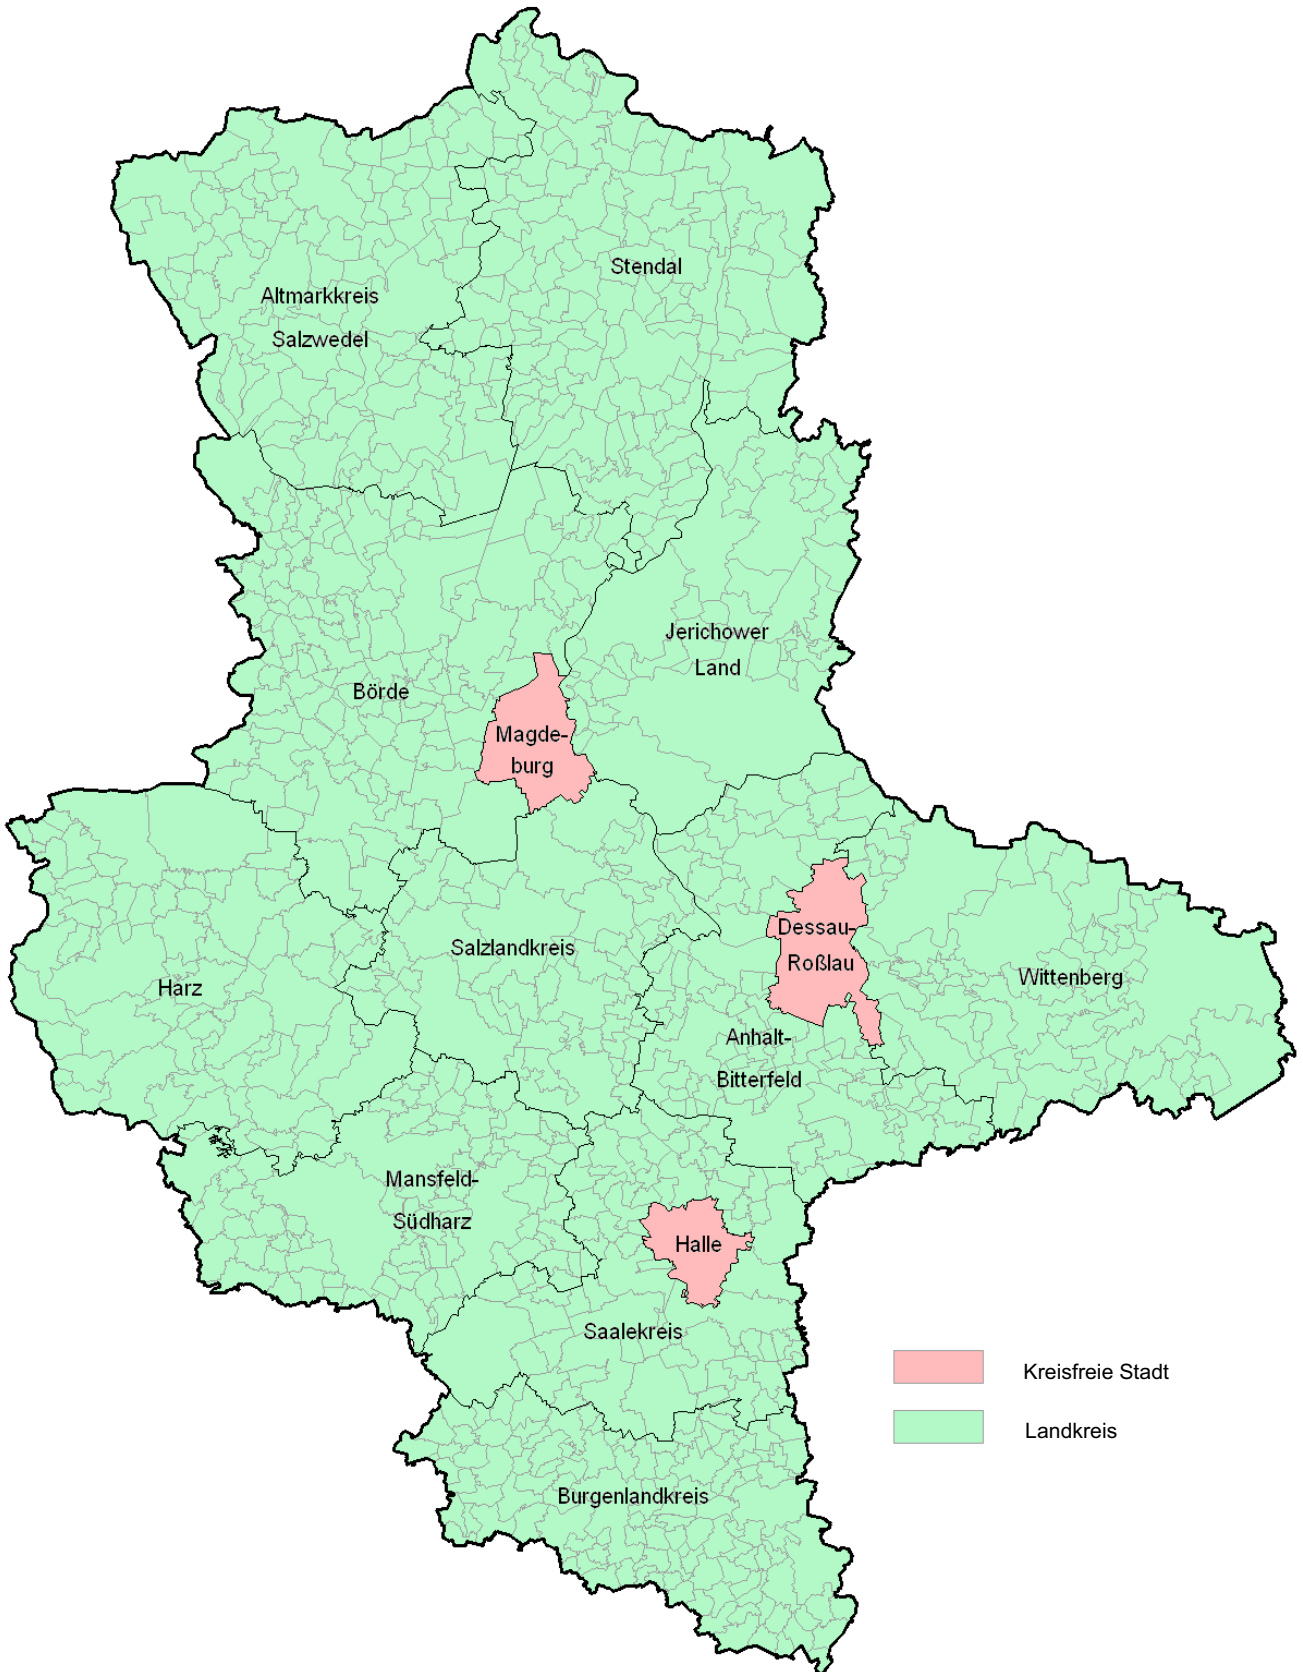 Stendal
Altmarkkreis
Salzwedel
Jerichower
Land
Börde
Magde-
burg
Dessau-
Roßlau
Salzlandkreis
Wittenberg
Harz
Anhalt-
Bitterfeld
Mansfeld-
Südharz
Halle
Saalekreis
Kreisfreie Stadt
Landkreis
Burgenlandkreis